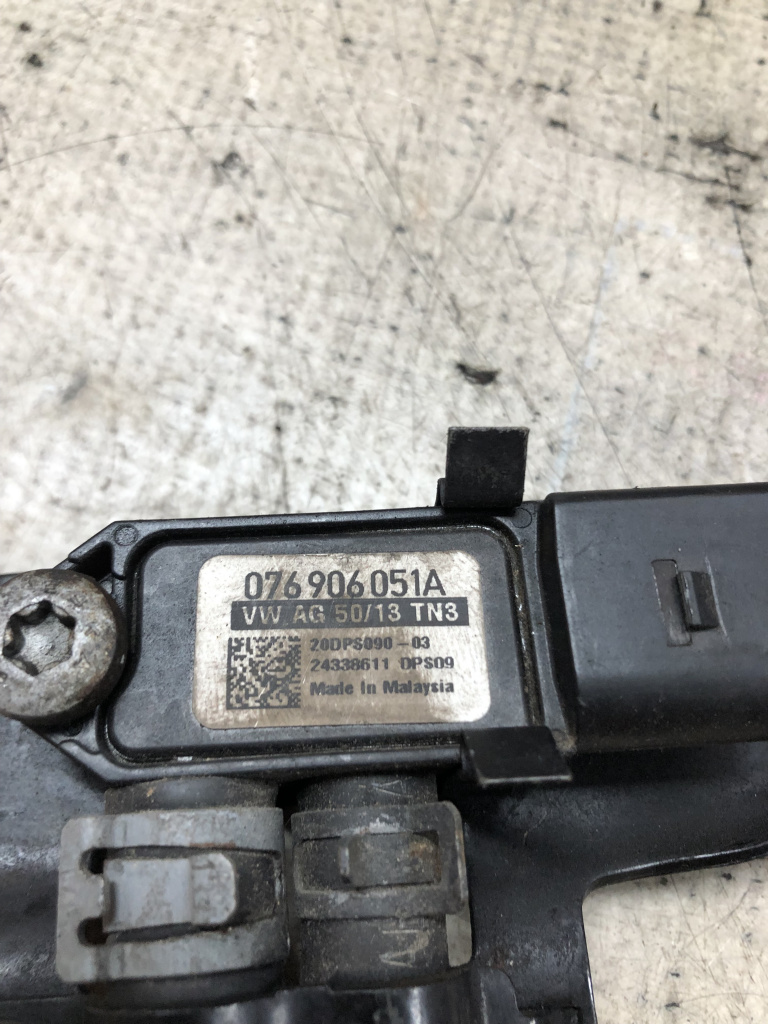 076 906 051A
VW AG 50/13 TN3
20DPS090-03
24338611 DPS09
Made In Malaysia